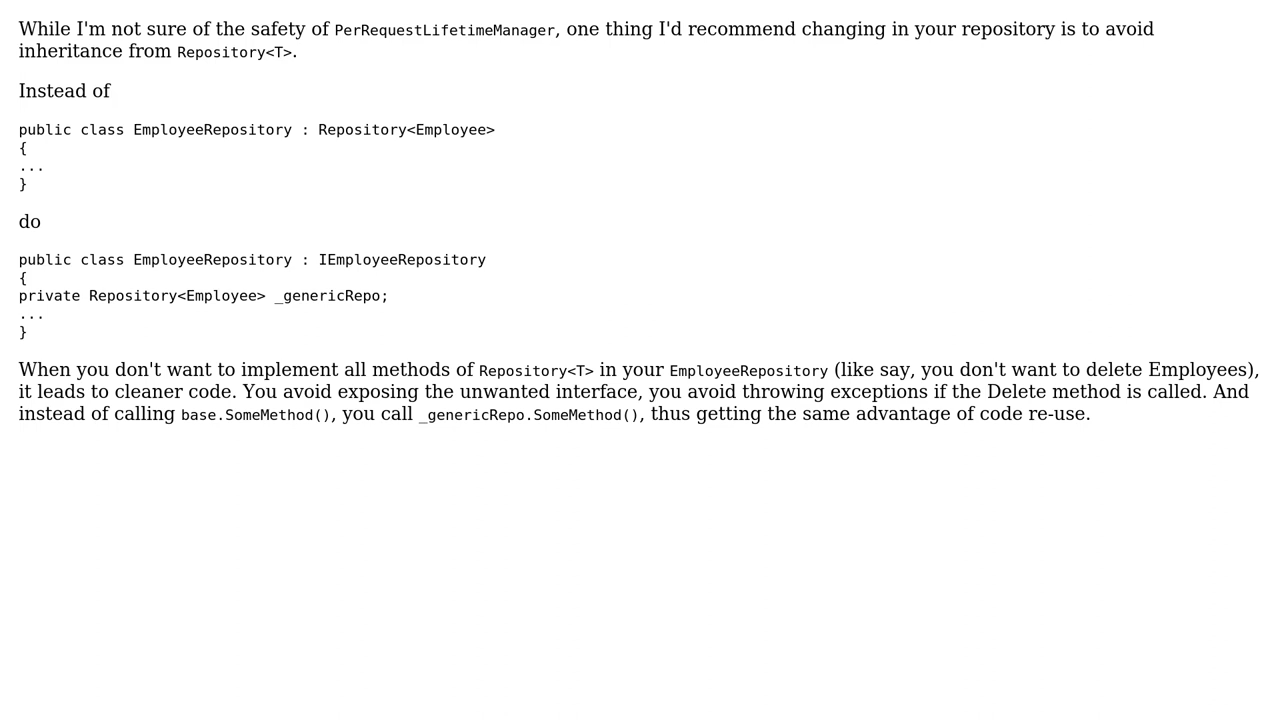 While I'm not sure of the safety of PerRequestLifetimeManager, one thing I'd recommend changing in your repository is to avoid
inheritance from Repository<T>.
Instead of
public class EmployeeRepository : Repository<Employee>
{
...
}
do
public class EmployeeRepository : IEmployeeRepository
{
private Repository<Employee> _genericRepo;
...
}
When you don't want to implement all methods of Repository<T> in your EmployeeRepository (like say, you don't want to delete Employees),
it leads to cleaner code. You avoid exposing the unwanted interface, you avoid throwing exceptions if the Delete method is called. And
instead of calling base.SomeMethod(), you call _genericRepo.SomeMethod(), thus getting the same advantage of code re-use.